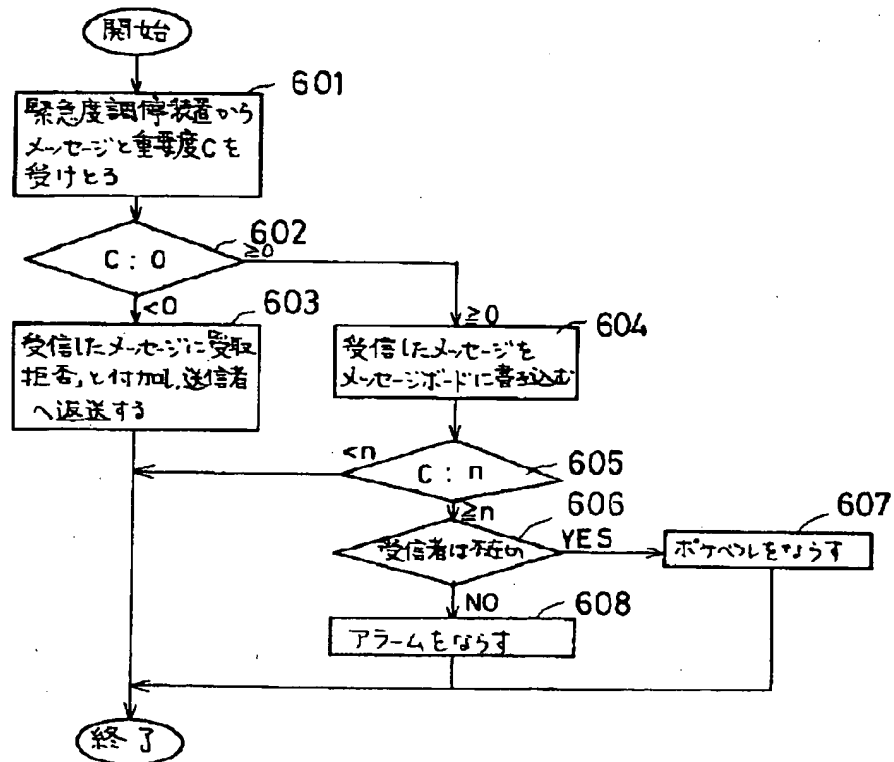 開始
601
緊急度調停装置から
メッセージと重要度Cを
受けとる
602
C : 0
≧0
<0
603
受信したメッセージに「受取
拒否」と付加し、送信者
へ返送する
≧0
604
受信したメッセージを
メッセージボードに書き込む
<n
605
C : n
≧n
606
受信者は不在か
YES
607
ポケベルをならす
NO
608
アラームをならす
終了